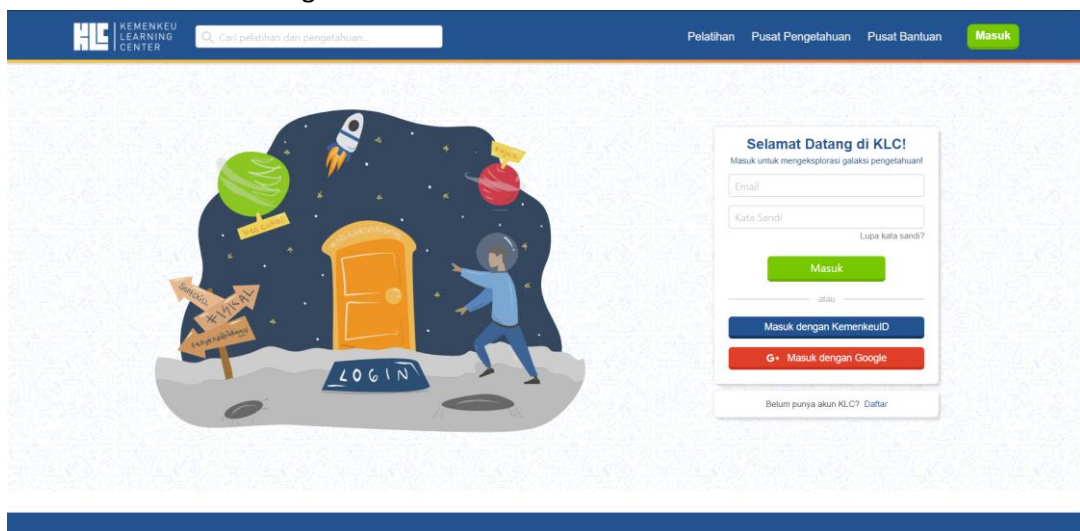 KEMENKEU
LEARNING
CENTER
Cari pelatihan dan pengetahuan...
Pelatihan
Pusat Pengetahuan
Pusat Bantuan
Masuk
LOGIN
Selamat Datang di KLC!
Masuk untuk mengeksplorasi galaksi pengetahuan!
Email
Kata Sandi
Lupa kata sandi?
Masuk
atau
Masuk dengan KemenkeuID
G+ Masuk dengan Google
Belum punya akun KLC? Daftar